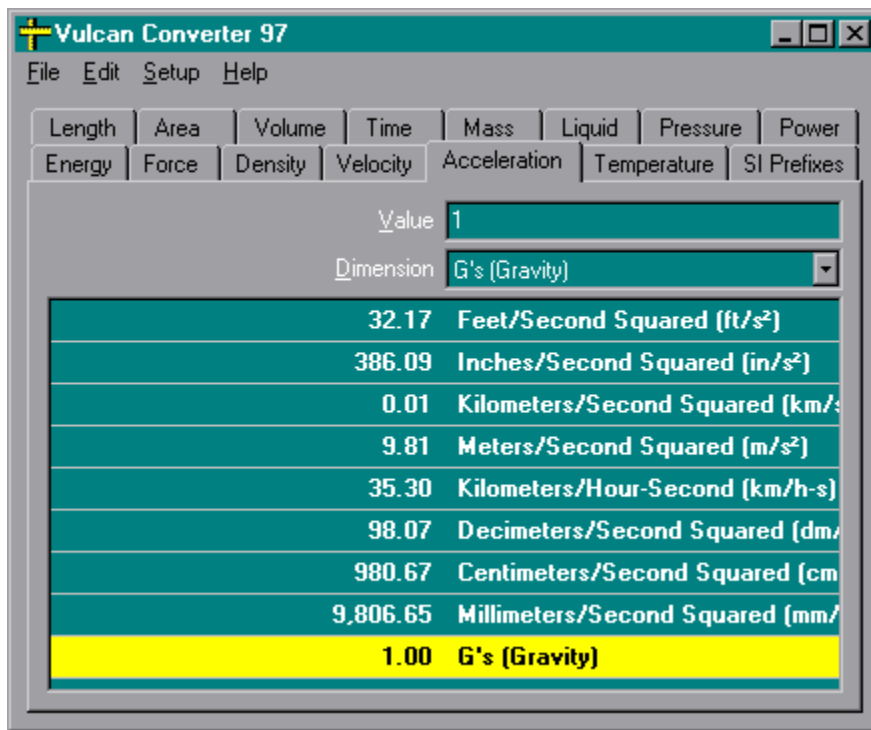 Vulcan Converter 97
File Edit Setup Help
Length Area Volume Time Mass Liquid Pressure Power
Energy Force Density Velocity Acceleration Temperature SI Prefixes
Value 1
Dimension G's (Gravity)
32.17 Feet/Second Squared (ft/s²)
386.09 Inches/Second Squared (in/s²)
0.01 Kilometers/Second Squared (km/s
9.81 Meters/Second Squared (m/s²)
35.30 Kilometers/Hour-Second (km/h-s)
98.07 Decimeters/Second Squared (dm/
980.67 Centimeters/Second Squared (cm
9,806.65 Millimeters/Second Squared (mm/
1.00 G's (Gravity)